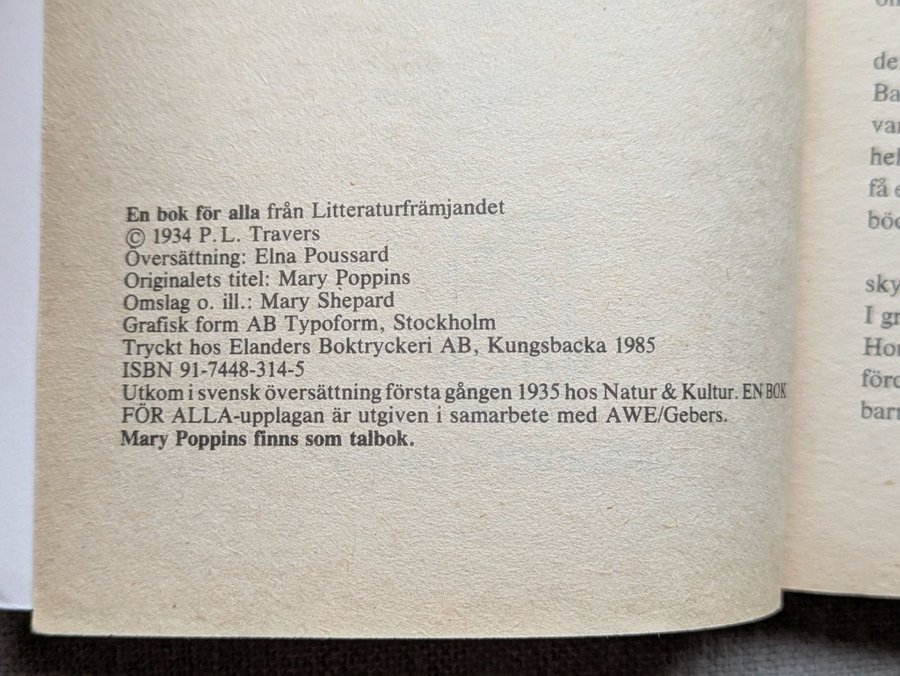 En bok för alla från Litteraturfrämjandet
© 1934 P.L. Travers
Översättning: Elna Poussard
Originalets titel: Mary Poppins
Omslag o. ill.: Mary Shepard
Grafisk form AB Typoform, Stockholm
Tryckt hos Elanders Boktryckeri AB, Kungsbacka 1985
ISBN 91-7448-314-5
Utkom i svensk översättning första gången 1935 hos Natur & Kultur. EN BOK
FÖR ALLA-upplagan är utgiven i samarbete med AWE/Gebers.
Mary Poppins finns som talbok.